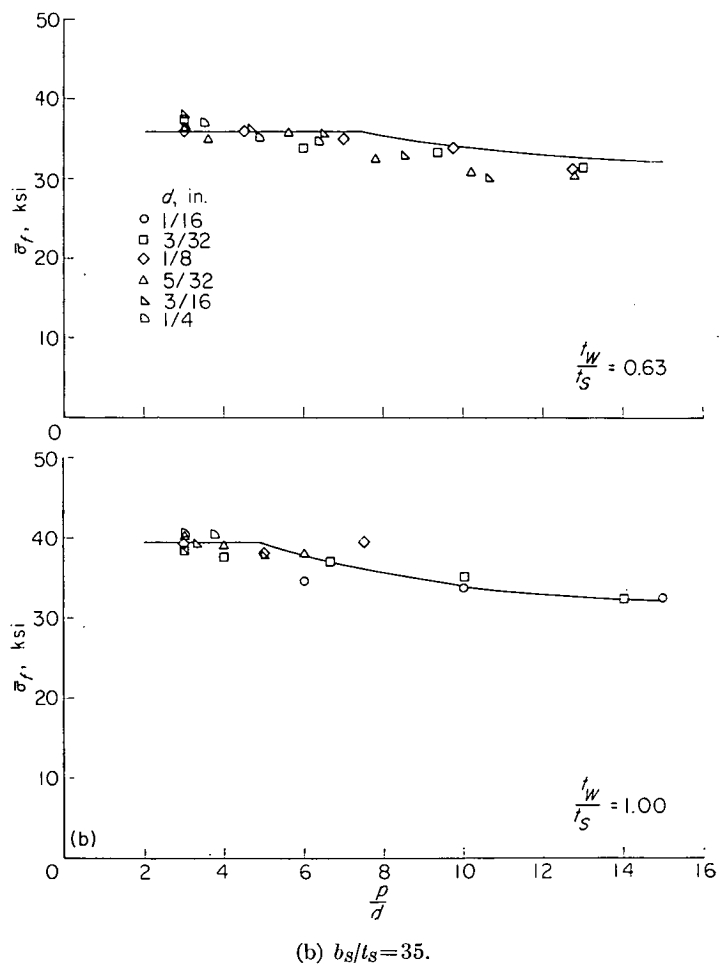 50
40
30
20
10
0
σ̄f, ksi
d, in.
○ 1/16
□ 3/32
◇ 1/8
△ 5/32
◺ 3/16
◿ 1/4
tW/tS = 0.63
50
40
30
20
10
0
σ̄f, ksi
tW/tS = 1.00
(b)
2 4 6 8 10 12 14 16
p/d
(b) bS/tS=35.